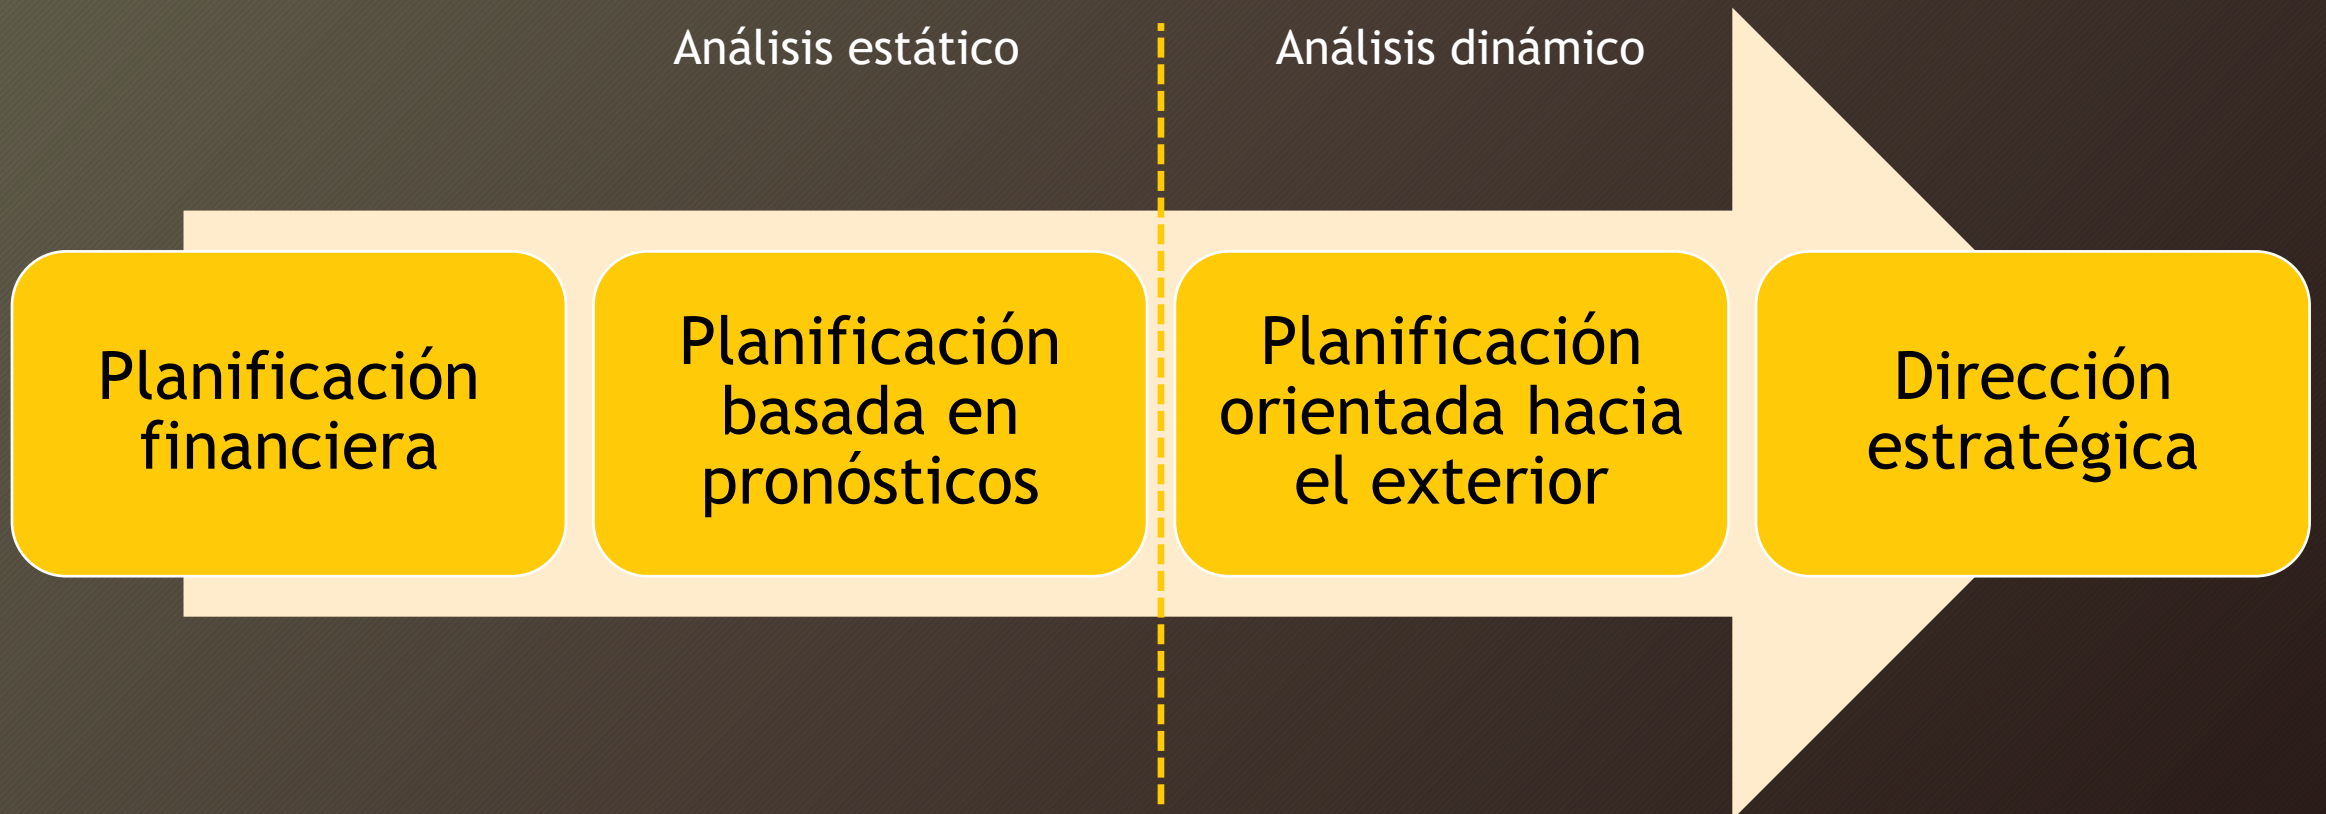 Análisis estático
Análisis dinámico
Planificación
financiera
Planificación
basada en
pronósticos
Planificación
orientada hacia
el exterior
Dirección
estratégica